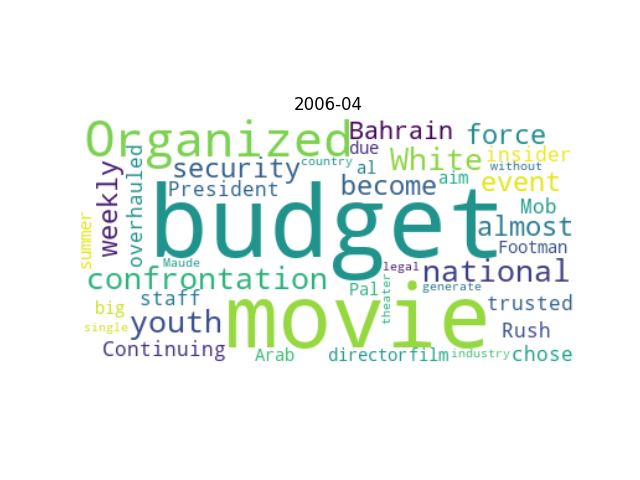 2006-04
Organized
Bahrain
force
due
White
insider
security
country
al
without
weekly
overhauled
President
become
aim
event
Mob
summer
budget
almost
Footman
Maude
confrontation
legal
national
Pal
theater
generate
big
staff
movie
trusted
single
youth
Rush
Continuing
Arab
director
film
industry
chose